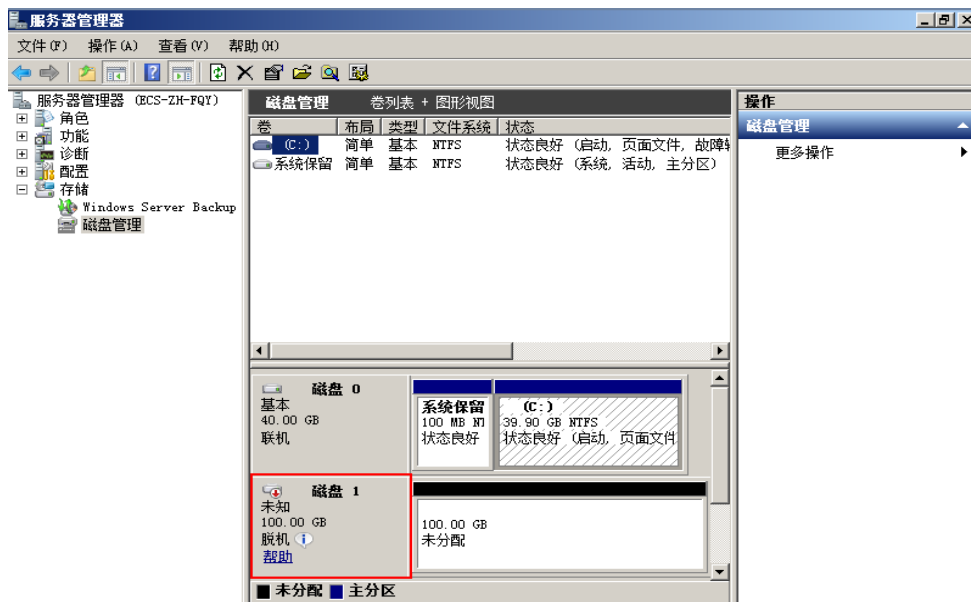 服务器管理器
文件(F) 操作(A) 查看(V) 帮助(H)
服务器管理器 (ECS-ZH-FQY)
角色
功能
诊断
配置
存储
Windows Server Backup
磁盘管理
磁盘管理 卷列表 + 图形视图
卷 布局 类型 文件系统 状态
(C:) 简单 基本 NTFS 状态良好 (启动, 页面文件, 故障转
系统保留 简单 基本 NTFS 状态良好 (系统, 活动, 主分区)
磁盘 0
基本
40.00 GB
联机
系统保留
100 MB NT
状态良好
(C:)
39.90 GB NTFS
状态良好 (启动, 页面文件
磁盘 1
未知
100.00 GB
脱机
帮助
100.00 GB
未分配
未分配 主分区
操作
磁盘管理
更多操作